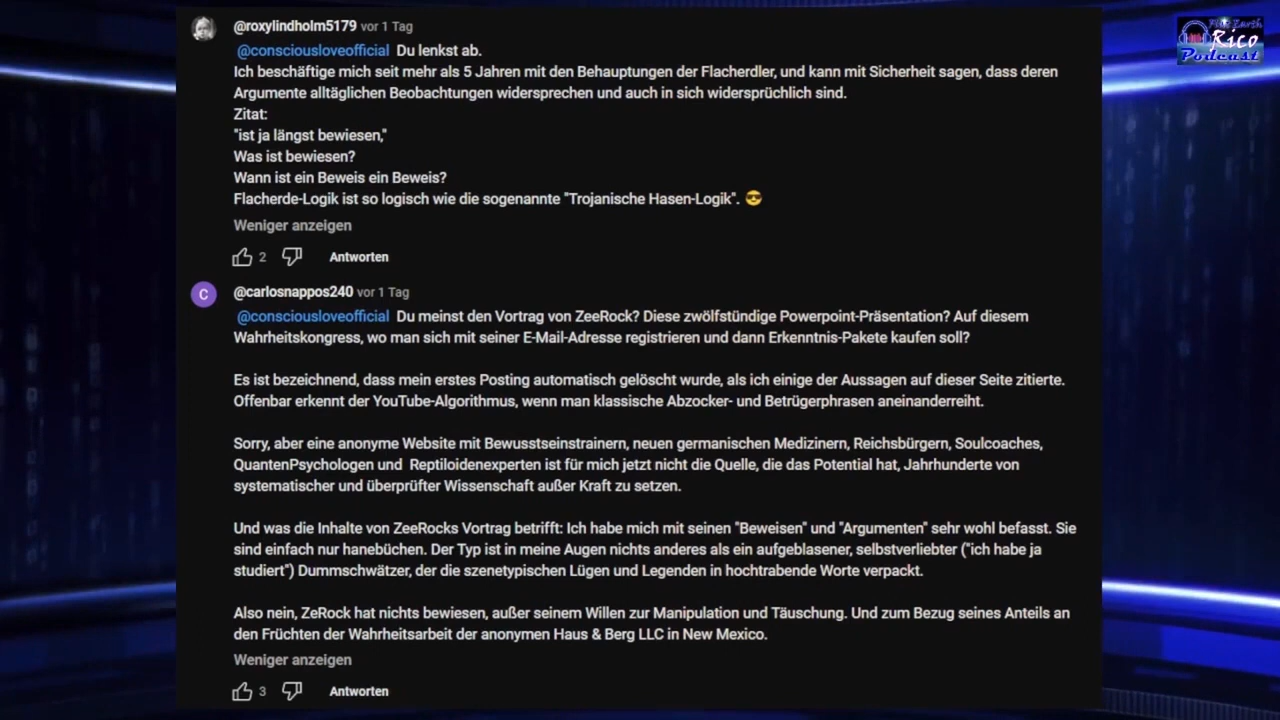 @roxylindholm5179 vor 1 Tag
@consciousloveofficial Du lenkst ab.
Ich beschäftige mich seit mehr als 5 Jahren mit den Behauptungen der Flacherdler, und kann mit Sicherheit sagen, dass deren
Argumente alltäglichen Beobachtungen widersprechen und auch in sich widersprüchlich sind.
Zitat:
"ist ja längst bewiesen,"
Was ist bewiesen?
Wann ist ein Beweis ein Beweis?
Flacherde-Logik ist so logisch wie die sogenannte "Trojanische Hasen-Logik". 😎
Weniger anzeigen
2 Antworten
C
@carlosnappos240 vor 1 Tag
@consciousloveofficial Du meinst den Vortrag von ZeeRock? Diese zwölfstündige Powerpoint-Präsentation? Auf diesem
Wahrheitskongress, wo man sich mit seiner E-Mail-Adresse registrieren und dann Erkenntnis-Pakete kaufen soll?
Es ist bezeichnend, dass mein erstes Posting automatisch gelöscht wurde, als ich einige der Aussagen auf dieser Seite zitierte.
Offenbar erkennt der YouTube-Algorithmus, wenn man klassische Abzocker- und Betrügerphrasen aneinanderreiht.
Sorry, aber eine anonyme Website mit Bewusstseinstrainern, neuen germanischen Medizinern, Reichsbürgern, Soulcoaches,
QuantenPsychologen und Reptiloidenexperten ist für mich jetzt nicht die Quelle, die das Potential hat, Jahrhunderte von
systematischer und überprüfter Wissenschaft außer Kraft zu setzen.
Und was die Inhalte von ZeeRocks Vortrag betrifft: Ich habe mich mit seinen "Beweisen" und "Argumenten" sehr wohl befasst. Sie
sind einfach nur hanebüchen. Der Typ ist in meine Augen nichts anderes als ein aufgeblasener, selbstverliebter ("ich habe ja
studiert") Dummschwätzer, der die szenetypischen Lügen und Legenden in hochtrabende Worte verpackt.
Also nein, ZeRock hat nichts bewiesen, außer seinem Willen zur Manipulation und Täuschung. Und zum Bezug seines Anteils an
den Früchten der Wahrheitsarbeit der anonymen Haus & Berg LLC in New Mexico.
Weniger anzeigen
3 Antworten
Flat Earth
Rico
Podcast